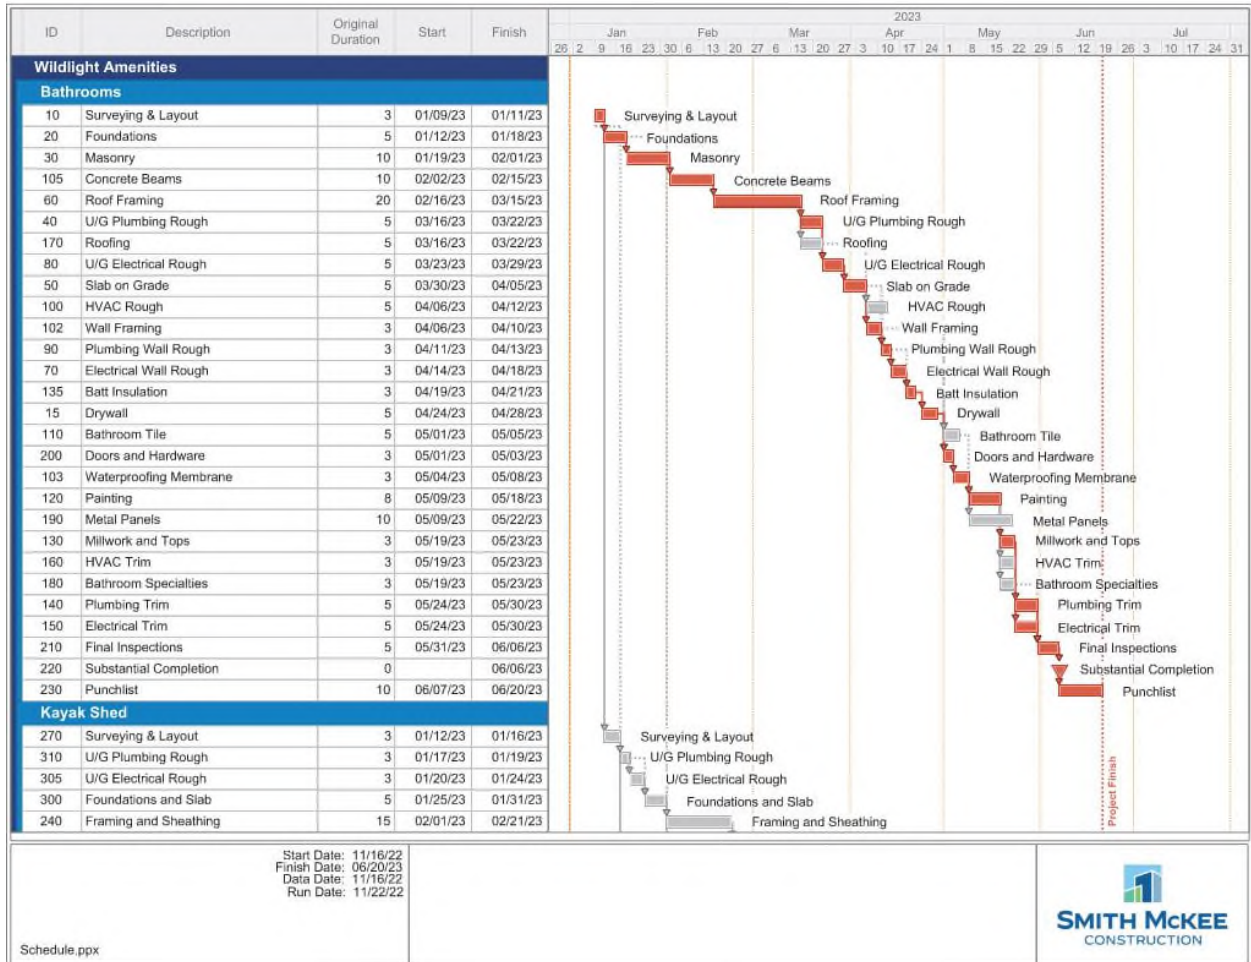 ID Description Original Duration Start Finish
2023
Jan Feb Mar Apr May Jun Jul
26 2 9 16 23 30 6 13 20 27 6 13 20 27 3 10 17 24 1 8 15 22 29 5 12 19 26 3 10 17 24 31
Wildlight Amenities
Bathrooms
10 Surveying & Layout 3 01/09/23 01/11/23 Surveying & Layout
20 Foundations 5 01/12/23 01/18/23 Foundations
30 Masonry 10 01/19/23 02/01/23 Masonry
105 Concrete Beams 10 02/02/23 02/15/23 Concrete Beams
60 Roof Framing 20 02/16/23 03/15/23 Roof Framing
40 U/G Plumbing Rough 5 03/16/23 03/22/23 U/G Plumbing Rough
170 Roofing 5 03/16/23 03/22/23 Roofing
80 U/G Electrical Rough 5 03/23/23 03/29/23 U/G Electrical Rough
50 Slab on Grade 5 03/30/23 04/05/23 Slab on Grade
100 HVAC Rough 5 04/06/23 04/12/23 HVAC Rough
102 Wall Framing 3 04/06/23 04/10/23 Wall Framing
90 Plumbing Wall Rough 3 04/11/23 04/13/23 Plumbing Wall Rough
70 Electrical Wall Rough 3 04/14/23 04/18/23 Electrical Wall Rough
135 Batt Insulation 3 04/19/23 04/21/23 Batt Insulation
15 Drywall 5 04/24/23 04/28/23 Drywall
110 Bathroom Tile 5 05/01/23 05/05/23 Bathroom Tile
200 Doors and Hardware 3 05/01/23 05/03/23 Doors and Hardware
103 Waterproofing Membrane 3 05/04/23 05/08/23 Waterproofing Membrane
120 Painting 8 05/09/23 05/18/23 Painting
190 Metal Panels 10 05/09/23 05/22/23 Metal Panels
130 Millwork and Tops 3 05/19/23 05/23/23 Millwork and Tops
160 HVAC Trim 3 05/19/23 05/23/23 HVAC Trim
180 Bathroom Specialties 3 05/19/23 05/23/23 Bathroom Specialties
140 Plumbing Trim 5 05/24/23 05/30/23 Plumbing Trim
150 Electrical Trim 5 05/24/23 05/30/23 Electrical Trim
210 Final Inspections 5 05/31/23 06/06/23 Final Inspections
220 Substantial Completion 0 06/06/23 Substantial Completion
230 Punchlist 10 06/07/23 06/20/23 Punchlist
Kayak Shed
270 Surveying & Layout 3 01/12/23 01/16/23 Surveying & Layout
310 U/G Plumbing Rough 3 01/17/23 01/19/23 U/G Plumbing Rough
305 U/G Electrical Rough 3 01/20/23 01/24/23 U/G Electrical Rough
300 Foundations and Slab 5 01/25/23 01/31/23 Foundations and Slab
240 Framing and Sheathing 15 02/01/23 02/21/23 Framing and Sheathing
Project Finish
Start Date: 11/16/22
Finish Date: 06/20/23
Data Date: 11/16/22
Run Date: 11/22/22
Schedule.ppx
SMITH MCKEE
CONSTRUCTION